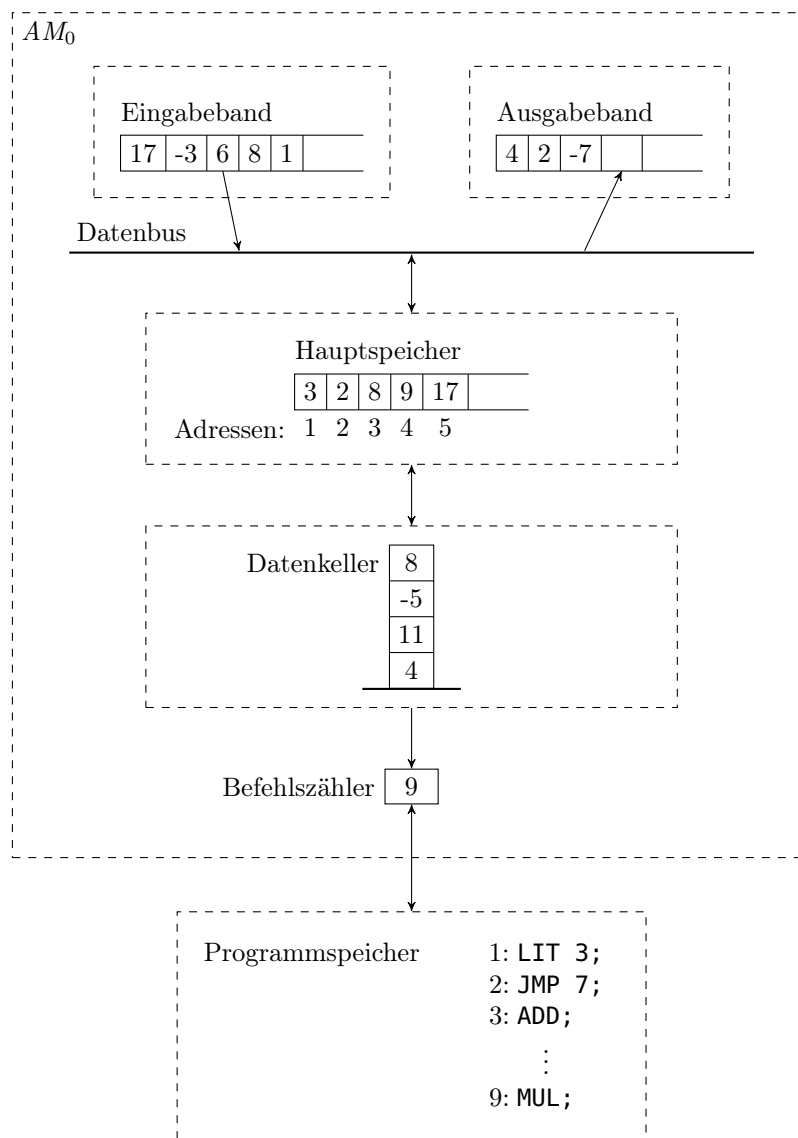 AM₀
Eingabeband
17 -3 6 8 1
Ausgabeband
4 2 -7
Datenbus
Hauptspeicher
3 2 8 9 17
Adressen: 1 2 3 4 5
Datenkeller 8
-5
11
4
Befehlszähler 9
Programmspeicher 1: LIT 3;
2: JMP 7;
3: ADD;
⋮
9: MUL;